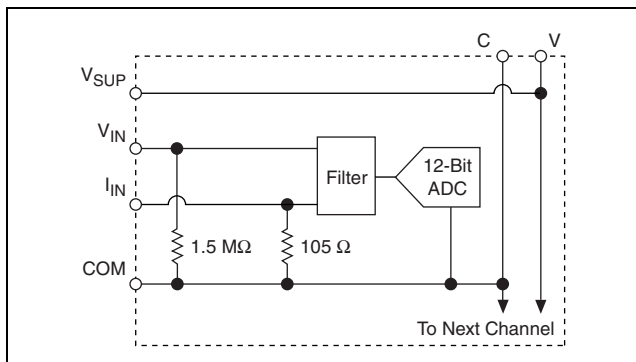 C V
VSUP
VIN
IIN
COM
Filter
12-Bit
ADC
1.5 MΩ
105 Ω
To Next Channel